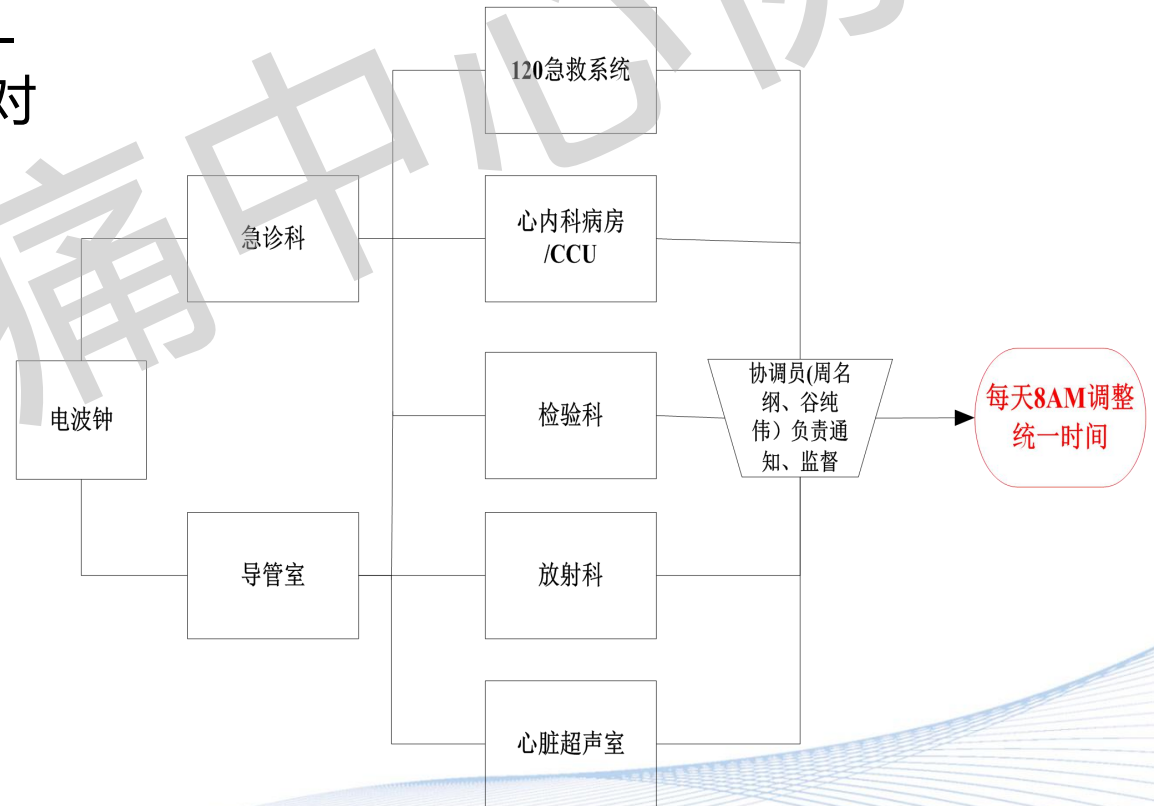 对
痛中心
120急救系统
急诊科
心内科病房
/CCU
电波钟
检验科
协调员(周名
纲、谷纯
伟）负责通
知、监督
每天8AM调整
统一时间
导管室
放射科
心脏超声室